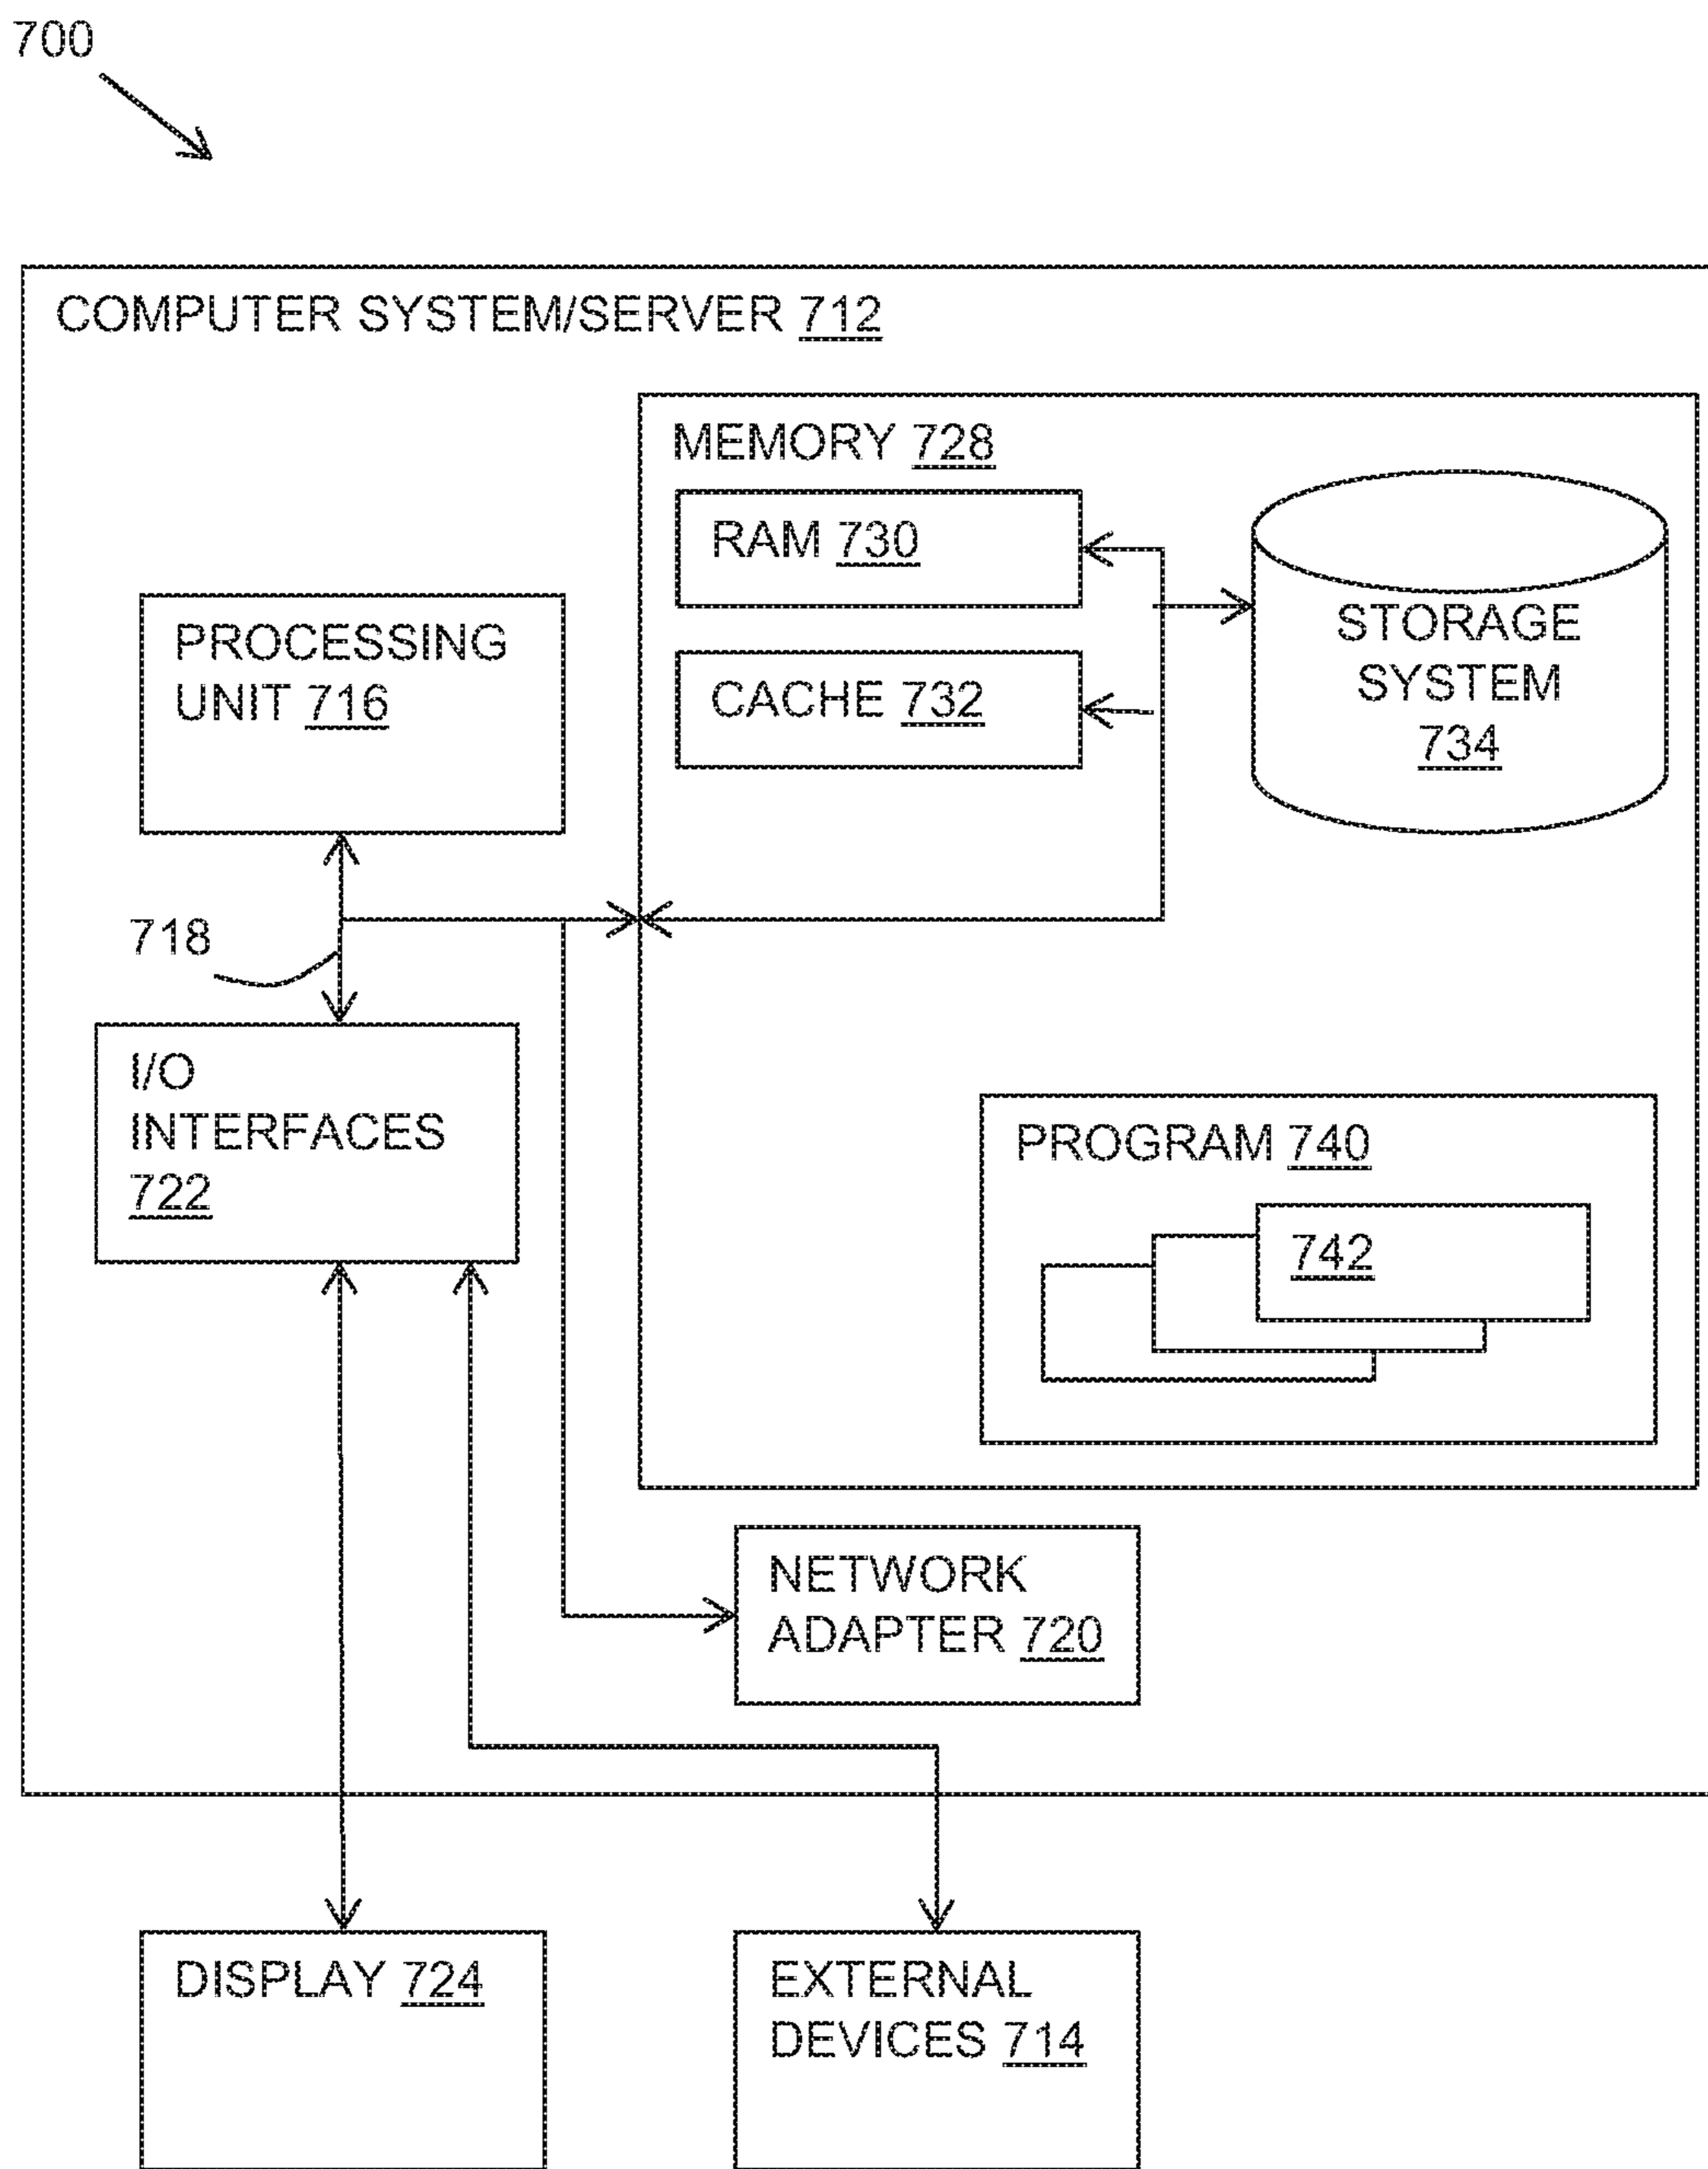 700
COMPUTER SYSTEM/SERVER 712
MEMORY 728
RAM 730
CACHE 732
STORAGE
SYSTEM
734
PROCESSING
UNIT 716
718
I/O
INTERFACES
722
PROGRAM 740
742
NETWORK
ADAPTER 720
DISPLAY 724
EXTERNAL
DEVICES 714